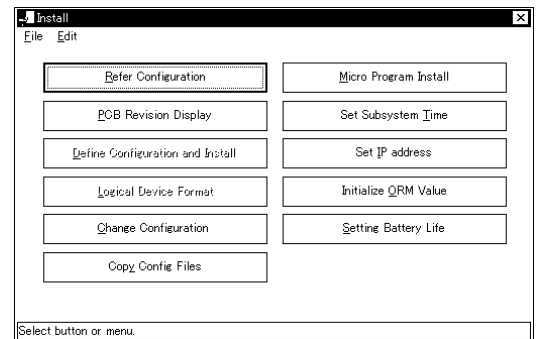 Install
File Edit
Refer Configuration
PCB Revision Display
Define Configuration and Install
Logical Device Format
Change Configuration
Copy Config Files
Micro Program Install
Set Subsystem Time
Set IP address
Initialize ORM Value
Setting Battery Life
Select button or menu.